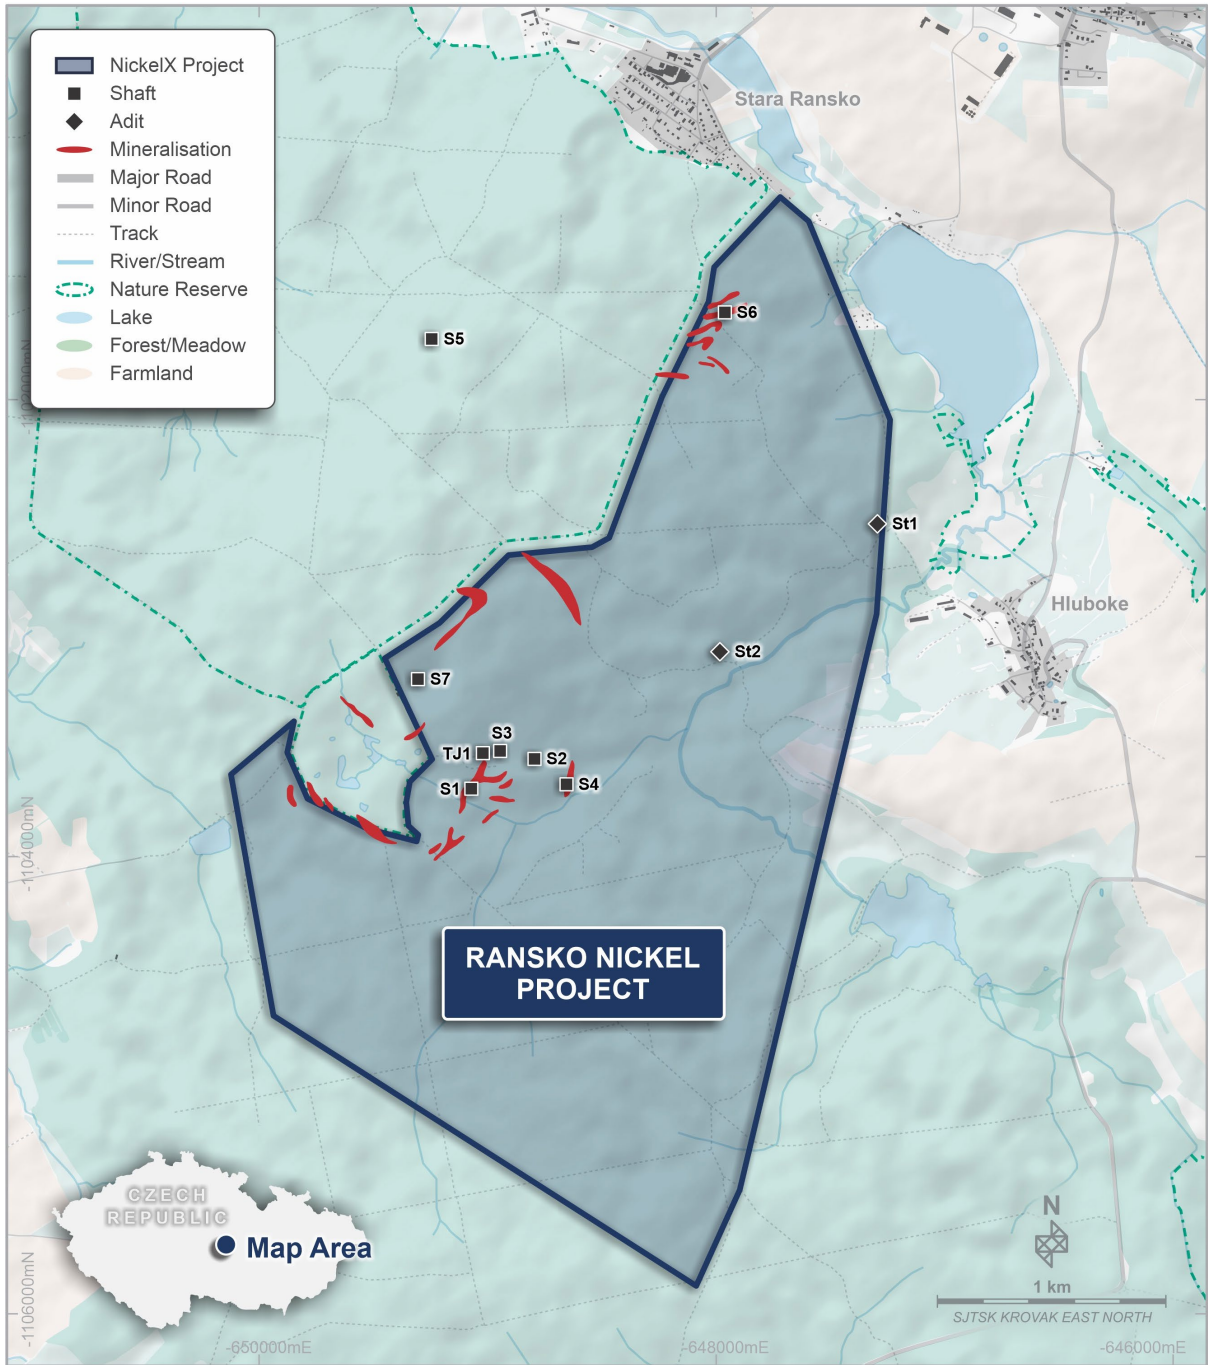 NickelX Project
Shaft
Adit
Mineralisation
Major Road
Minor Road
Track
River/Stream
Nature Reserve
Lake
Forest/Meadow
Farmland
Stara Ransko
S6
S5
St1
Hluboke
St2
S7
S3
TJ1
S2
S1
S4
-1104000mN
RANSKO NICKEL
PROJECT
CZECH
REPUBLIC
Map Area
N
1 km
SJTSK KROVAK EAST NORTH
-1106000mN
-650000mE
-648000mE
-646000mE